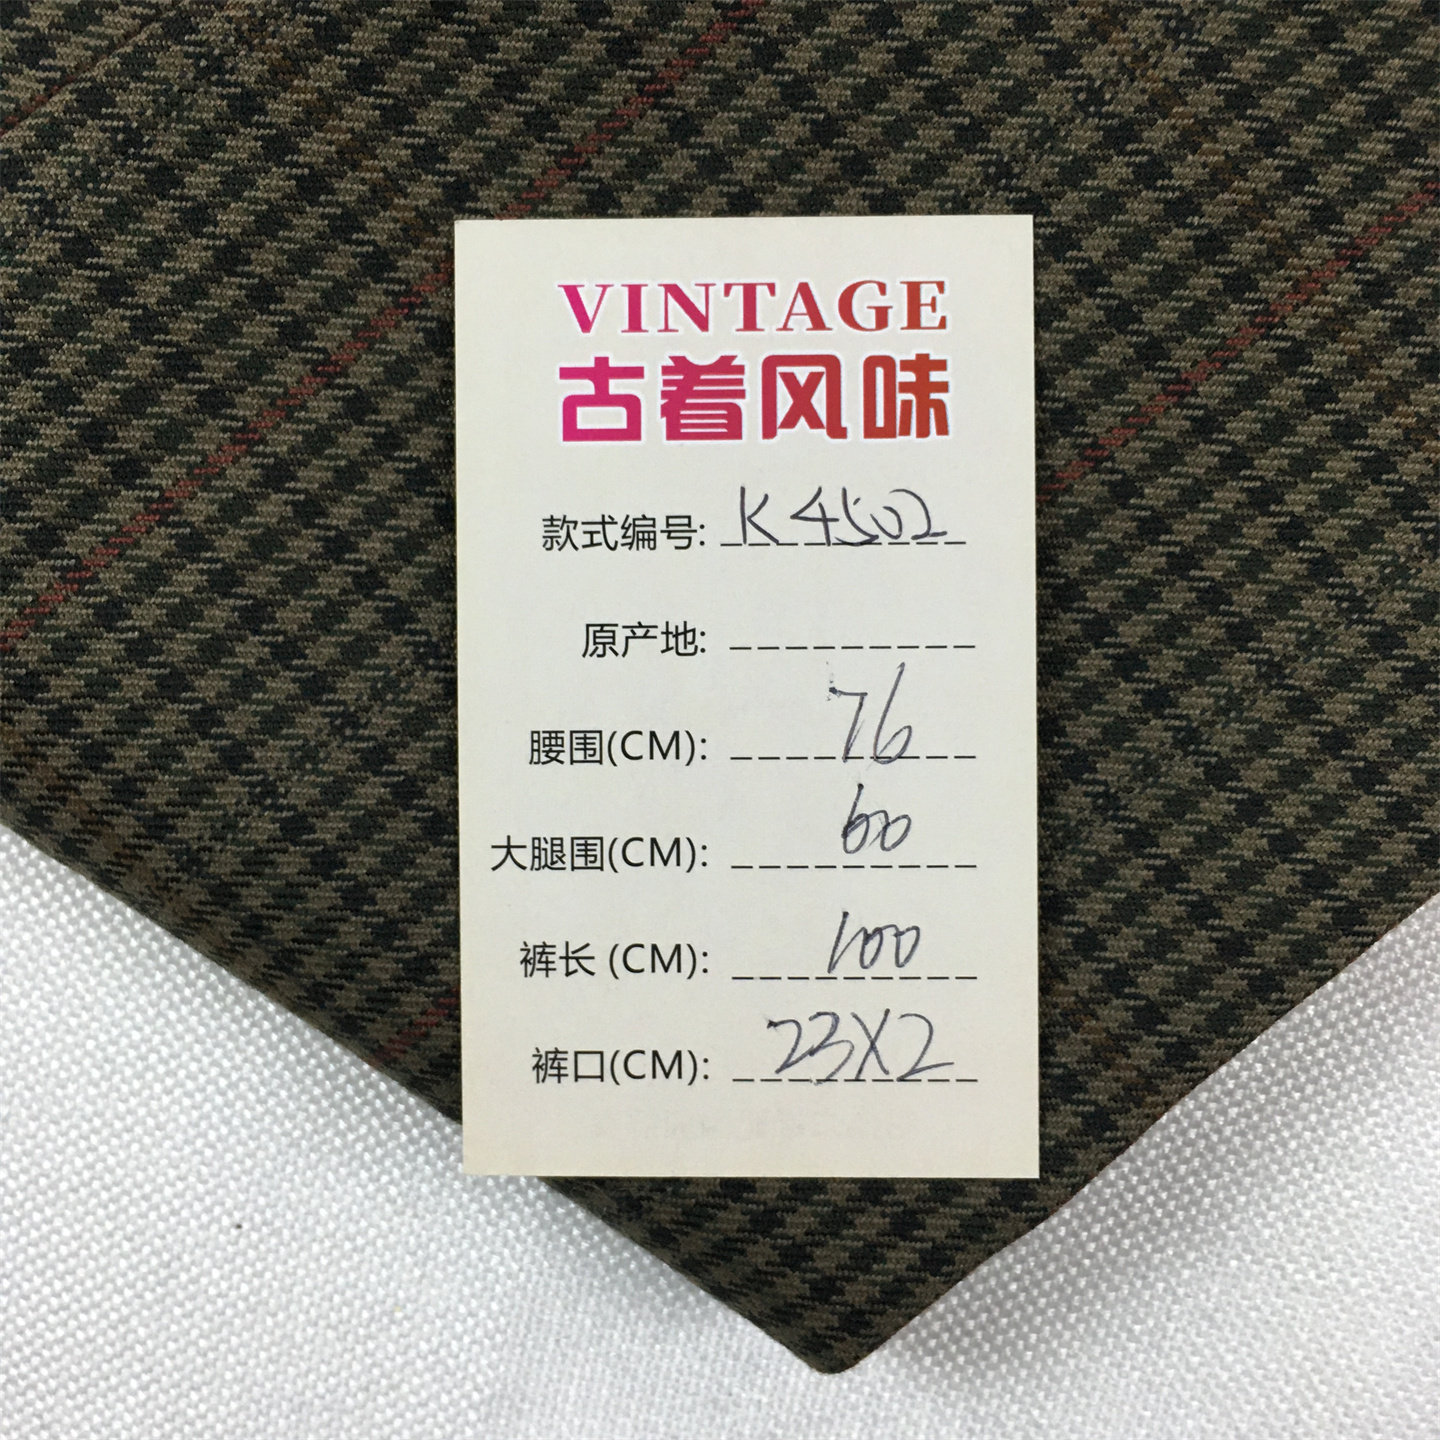 VINTAGE
古着风味
款式编号: K4502
原产地:
腰围(CM): 76
大腿围(CM): 60
裤长 (CM): 100
裤口(CM): 23X2